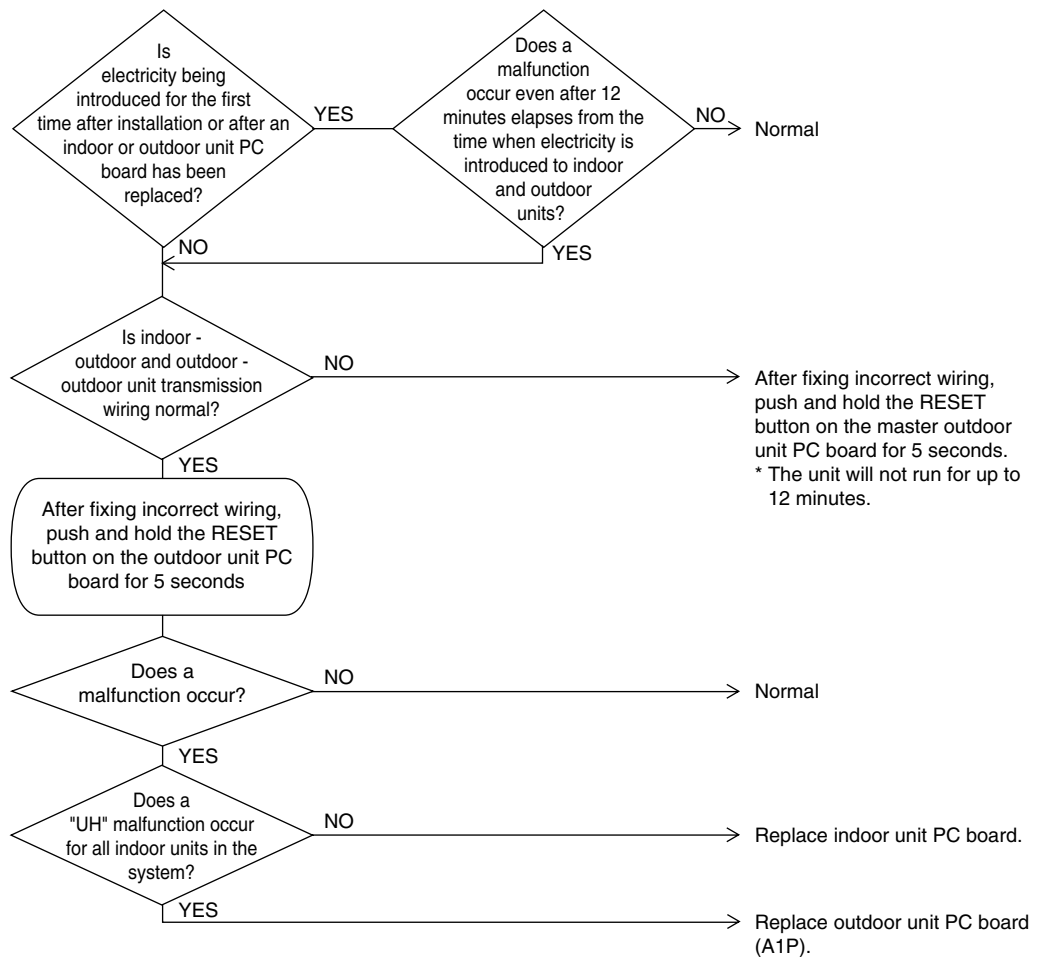 Is
electricity being
introduced for the first
time after installation or after an
indoor or outdoor unit PC
board has been
replaced?
YES
Does a
malfunction
occur even after 12
minutes elapses from the
time when electricity is
introduced to indoor
and outdoor
units?
NO
Normal
NO
YES
Is indoor -
outdoor and outdoor -
outdoor unit transmission
wiring normal?
NO
After fixing incorrect wiring,
push and hold the RESET
button on the master outdoor
unit PC board for 5 seconds.
* The unit will not run for up to
12 minutes.
YES
After fixing incorrect wiring,
push and hold the RESET
button on the outdoor unit PC
board for 5 seconds
Does a
malfunction occur?
NO
Normal
YES
Does a
"UH" malfunction occur
for all indoor units in the
system?
NO
Replace indoor unit PC board.
YES
Replace outdoor unit PC board
(A1P).